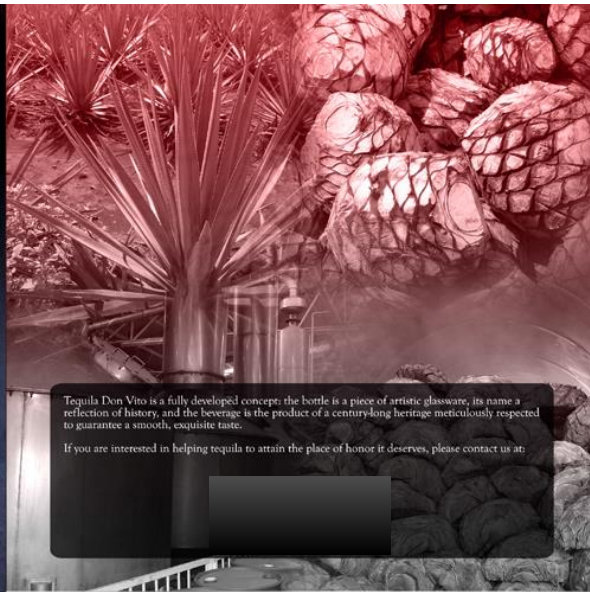 Tequila Don Vito is a fully developed concept: the bottle is a piece of artistic glassware, its name a
reflection of history, and the beverage is the product of a century-long heritage meticulously respected
to guarantee a smooth, exquisite taste.
If you are interested in helping tequila to attain the place of honor it deserves, please contact us at: